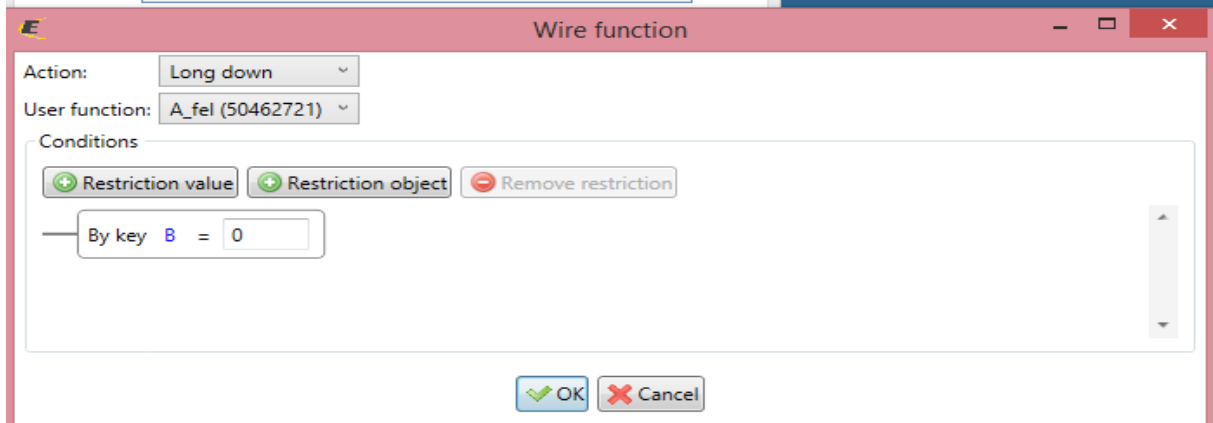 Wire function
Action: Long down
User function: A_fel (50462721)
Conditions
Restriction value Restriction object Remove restriction
By key B = 0
OK Cancel